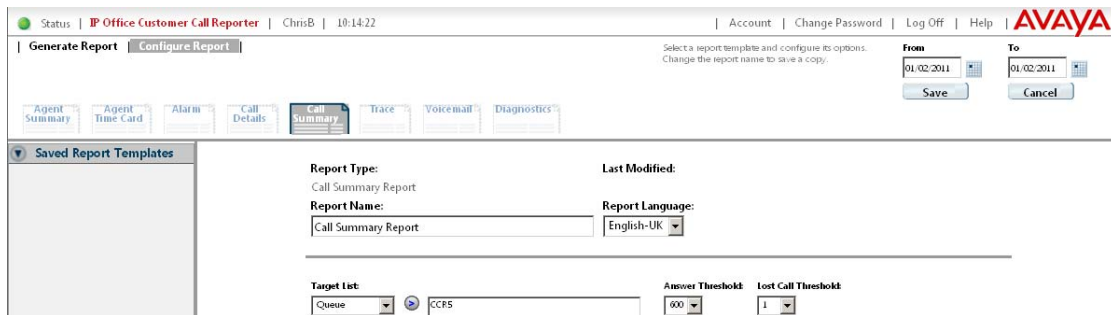 Status | IP Office Customer Call Reporter | ChrisB | 10:14:22 | Account | Change Password | Log Off | Help | AVAYA
| Generate Report | Configure Report |
Select a report template and configure its options.
Change the report name to save a copy.
From To
01/02/2011 01/02/2011
Save Cancel
Agent Summary Agent Time Card Alarm Call Details Call Summary Trace Voicemail Diagnostics
Saved Report Templates
Report Type: Last Modified:
Call Summary Report
Report Name: Report Language:
Call Summary Report English-UK
Target List: Answer Threshold: Lost Call Threshold:
Queue > CCR5 600 1